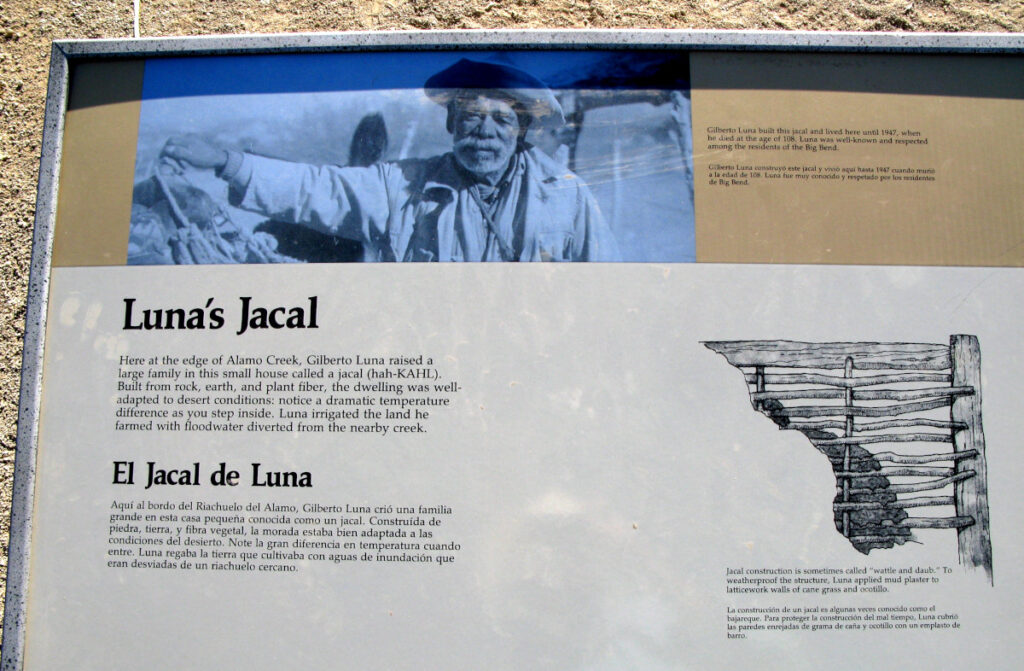 Gilberto Luna built this jacal and lived here until 1947, when
he died at the age of 108. Luna was well-known and respected
among the residents of the Big Bend.
Gilberto Luna construyó este jacal y vivió aquí hasta 1947 cuando murió
a la edad de 108. Luna fue muy conocido y respetado por los residentes
de Big Bend.
Luna's Jacal
Here at the edge of Alamo Creek, Gilberto Luna raised a
large family in this small house called a jacal (hah-KAHL).
Built from rock, earth, and plant fiber, the dwelling was well-
adapted to desert conditions: notice a dramatic temperature
difference as you step inside. Luna irrigated the land he
farmed with floodwater diverted from the nearby creek.
El Jacal de Luna
Aquí al bordo del Riachuelo del Alamo, Gilberto Luna crió una familia
grande en esta casa pequeña conocida como un jacal. Construída de
piedra, tierra, y fibra vegetal, la morada estaba bien adaptada a las
condiciones del desierto. Note la gran diferencia en temperatura cuando
entre. Luna regaba la tierra que cultivaba con aguas de inundación que
eran desviadas de un riachuelo cercano.
Jacal construction is sometimes called "wattle and daub." To
weatherproof the structure, Luna applied mud plaster to
latticework walls of cane grass and ocotillo.
La construcción de un jacal es algunas veces conocido como el
bajareque. Para proteger la construcción del mal tiempo, Luna cubrió
las paredes enrejadas de grama de caña y ocotillo con un emplasto de
barro.